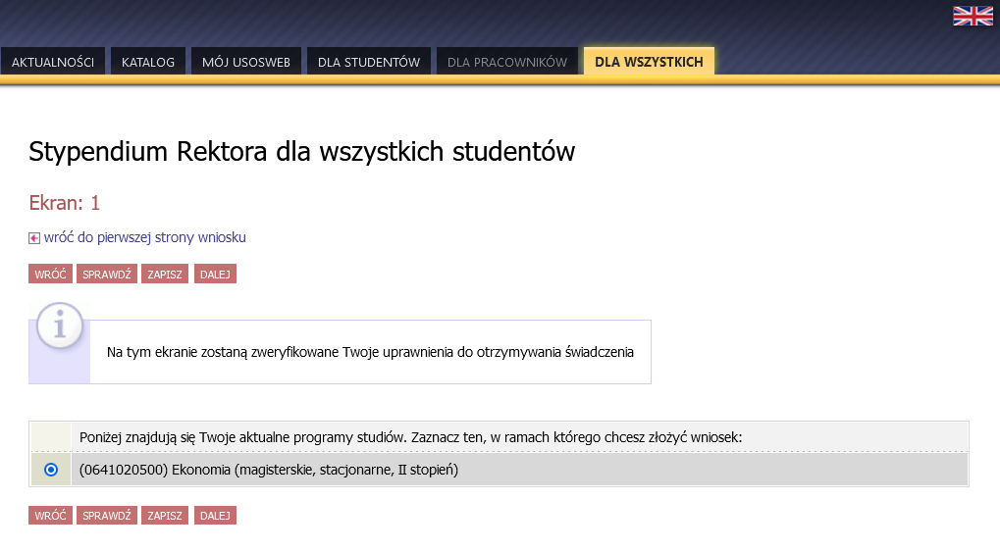 AKTUALNOŚCI KATALOG MÓJ USOSWEB DLA STUDENTÓW DLA PRACOWNIKÓW DLA WSZYSTKICH
Stypendium Rektora dla wszystkich studentów
Ekran: 1
wróć do pierwszej strony wniosku
WRÓĆ SPRAWDŹ ZAPISZ DALEJ
i
Na tym ekranie zostaną zweryfikowane Twoje uprawnienia do otrzymywania świadczenia
Poniżej znajdują się Twoje aktualne programy studiów. Zaznacz ten, w ramach którego chcesz złożyć wniosek:
(0641020500) Ekonomia (magisterskie, stacjonarne, II stopień)
WRÓĆ SPRAWDŹ ZAPISZ DALEJ